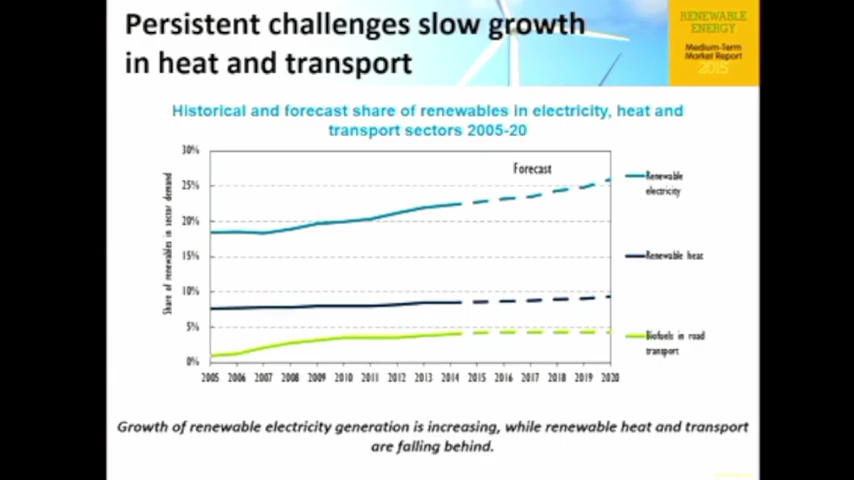 Persistent challenges slow growth
in heat and transport
RENEWABLE
ENERGY
Medium-Term
Market Report
2015
Historical and forecast share of renewables in electricity, heat and
transport sectors 2005-20
Share of renewables in sector demand
30%
25%
20%
15%
10%
5%
0%
Forecast
2005 2006 2007 2008 2009 2010 2011 2012 2013 2014 2015 2016 2017 2018 2019 2020
Renewable
electricity
Renewable heat
Biofuels in road
transport
Growth of renewable electricity generation is increasing, while renewable heat and transport
are falling behind.